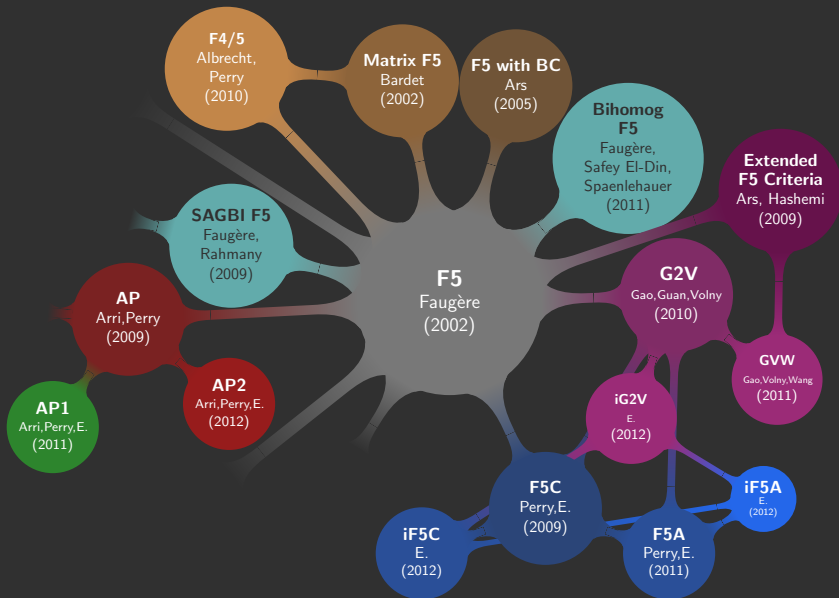 F4/5
Albrecht,
Perry
(2010)
Matrix F5
Bardet
(2002)
F5 with BC
Ars
(2005)
Bihomog
F5
Faugère,
Safey El-Din,
Spaenlehauer
(2011)
Extended
F5 Criteria
Ars, Hashemi
(2009)
SAGBI F5
Faugère,
Rahmany
(2009)
F5
Faugère
(2002)
G2V
Gao,Guan,Volny
(2010)
AP
Arri,Perry
(2009)
GVW
Gao,Volny,Wang
(2011)
AP2
Arri,Perry,E.
(2012)
AP1
Arri,Perry,E.
(2011)
iG2V
E.
(2012)
F5C
Perry,E.
(2009)
iF5A
E.
(2012)
iF5C
E.
(2012)
F5A
Perry,E.
(2011)